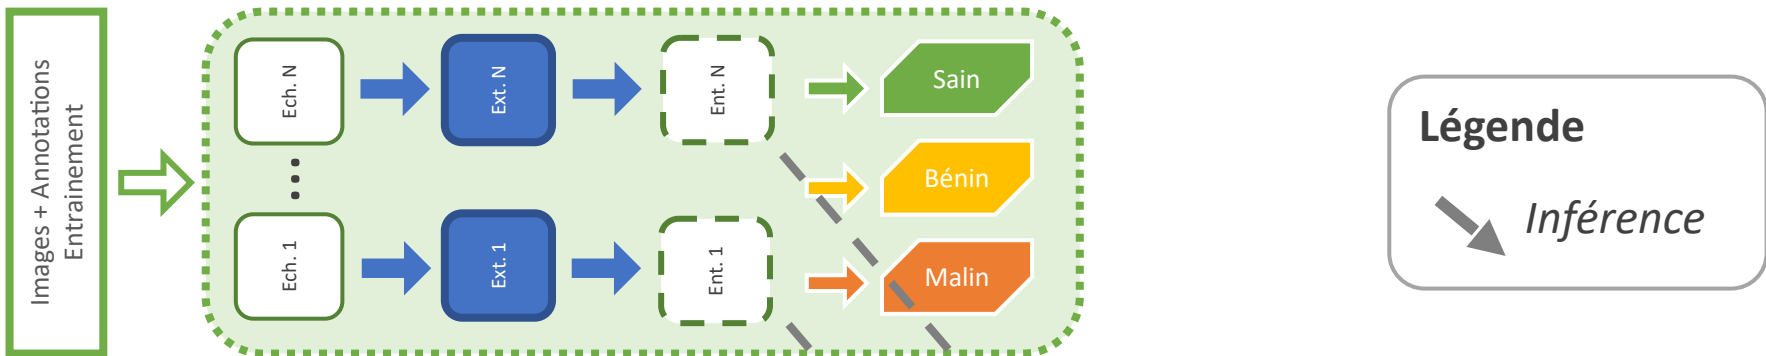 Images + Annotations
Entrainement
Ech. N
Ext. N
Ent. N
Sain
Bénin
Ech. 1
Ext. 1
Ent. 1
Malin
Légende
Inférence